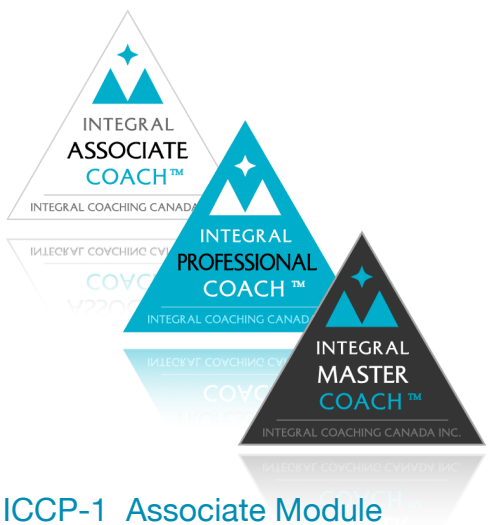 INTEGRAL
ASSOCIATE
COACH™
INTEGRAL COACHING CANADA
INTEGRAL
PROFESSIONAL
COACH™
INTEGRAL COACHING CANAD
INTEGRAL
MASTER
COACH™
INTEGRAL COACHING CANADA INC.
ICCP-1 Associate Module